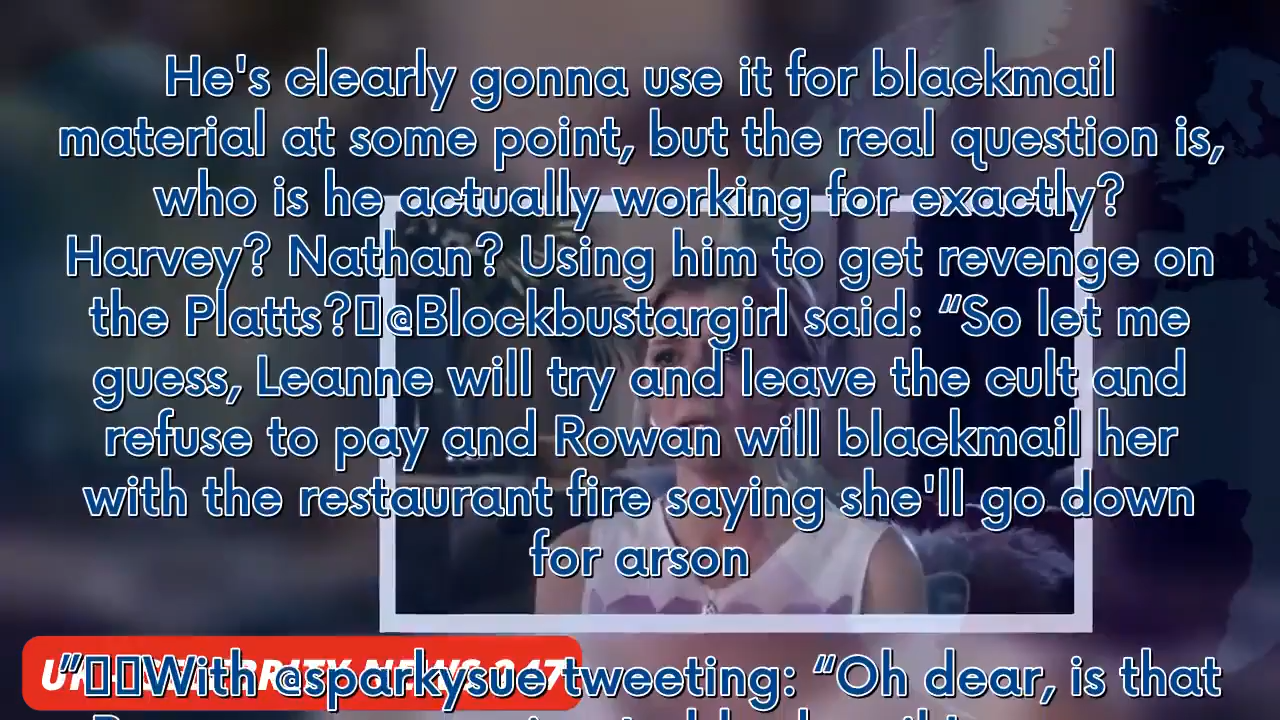 He's clearly gonna use it for blackmail
material at some point, but the real question is,
who is he actually working for exactly?
Harvey? Nathan? Using him to get revenge on
the Platts?▯@Blockbustargirl said: “So let me
guess, Leanne will try and leave the cult and
refuse to pay and Rowan will blackmail her
with the restaurant fire saying she'll go down
for arson
”▯▯With @sparkysue tweeting: “Oh dear, is that
NEWS 247